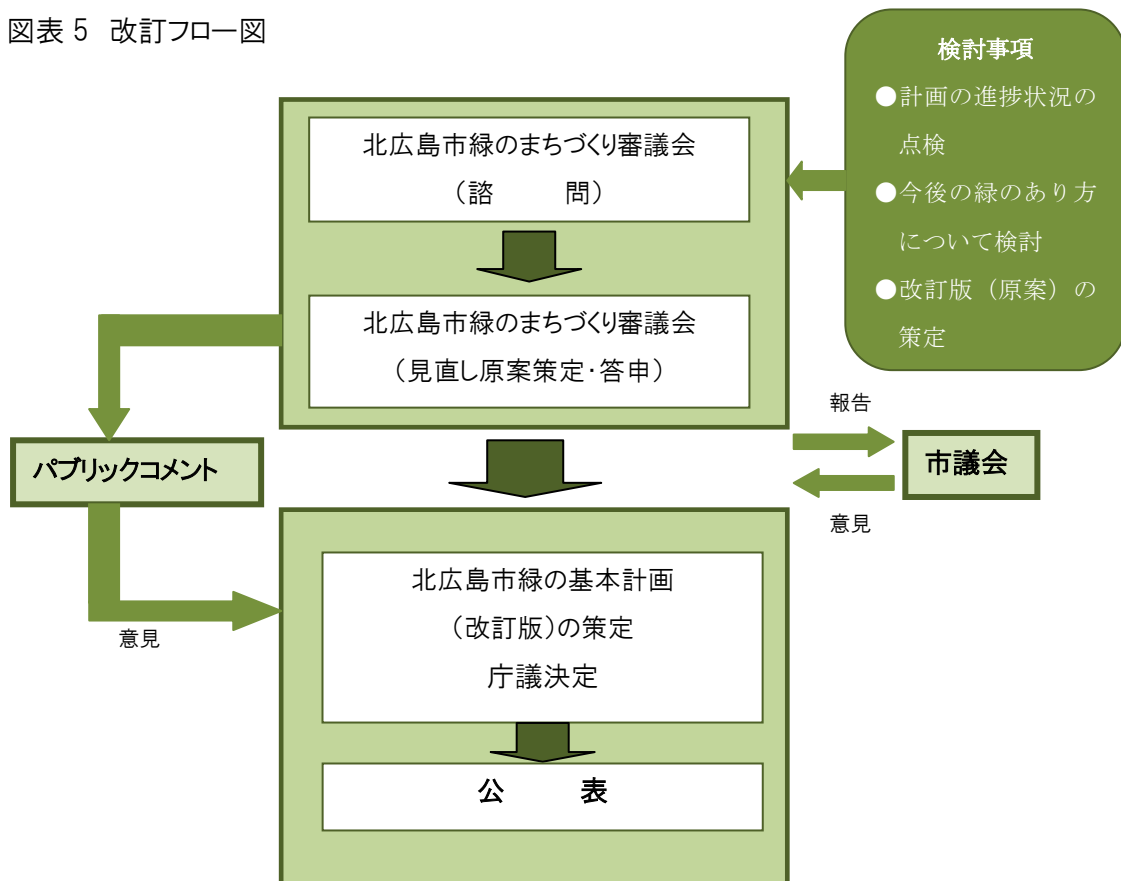 図表 5 改訂フロー図
検討事項
●計画の進捗状況の
点検
●今後の緑のあり方
について検討
●改訂版（原案）の
策定
北広島市緑のまちづくり審議会
（諮　　問）
北広島市緑のまちづくり審議会
（見直し原案策定・答申）
報告
市議会
意見
パブリックコメント
意見
北広島市緑の基本計画
（改訂版）の策定
庁議決定
公　　表